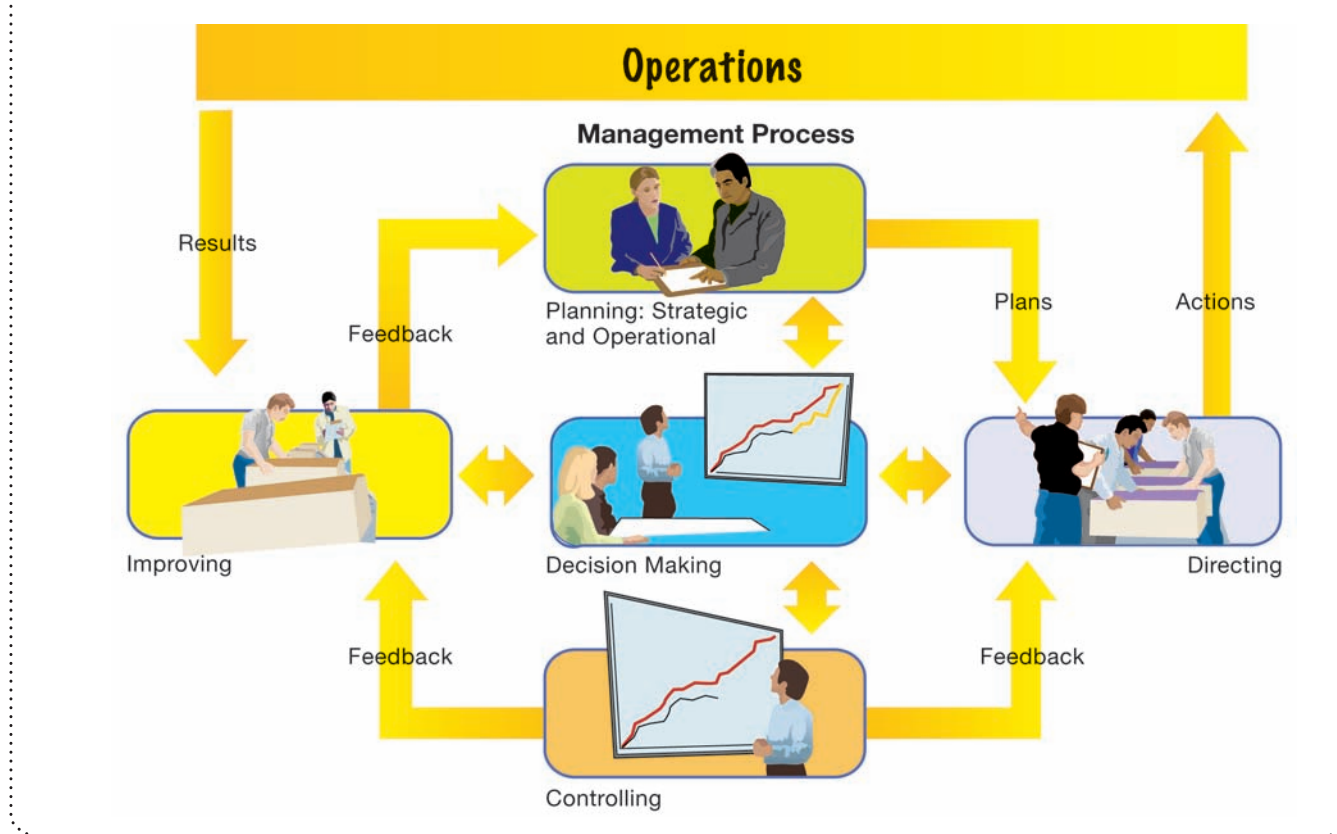 Operations
Management Process
Results
Feedback
Planning: Strategic
and Operational
Plans
Actions
Improving
Decision Making
Directing
Feedback
Feedback
Controlling